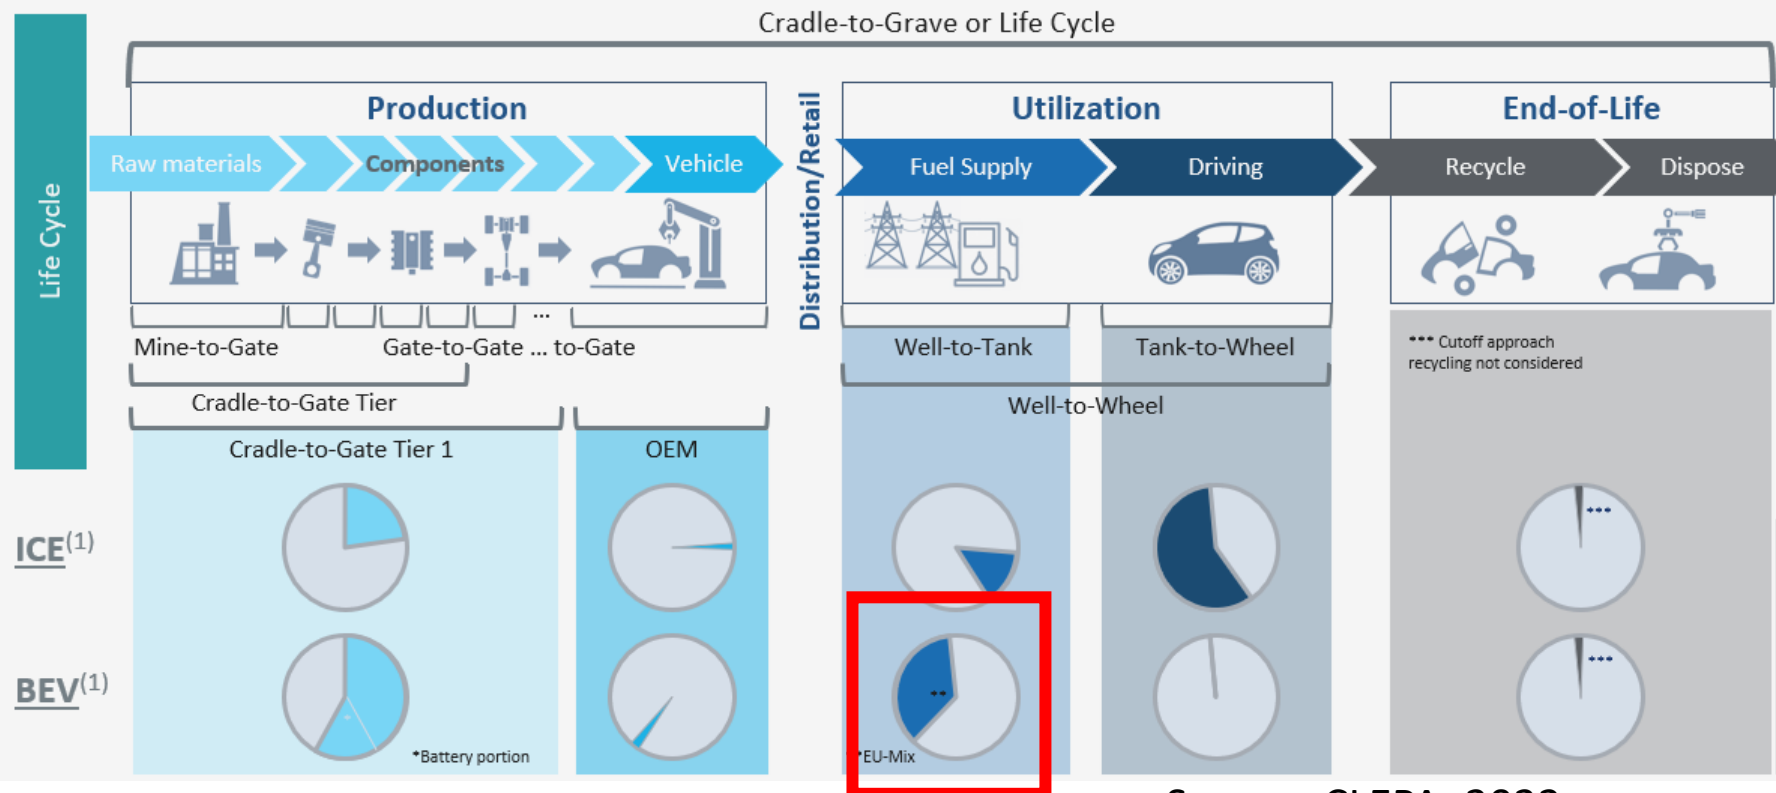 Cradle-to-Grave or Life Cycle
Life Cycle
Production
Raw materials
Components
Vehicle
Distribution/Retail
Utilization
Fuel Supply
Driving
End-of-Life
Recycle
Dispose
...
Mine-to-Gate
Gate-to-Gate ... to-Gate
Cradle-to-Gate Tier
Cradle-to-Gate Tier 1
OEM
Well-to-Tank
Tank-to-Wheel
Well-to-Wheel
*** Cutoff approach
recycling not considered
ICE(1)
***
BEV(1)
*
*Battery portion
**
*EU-Mix
***